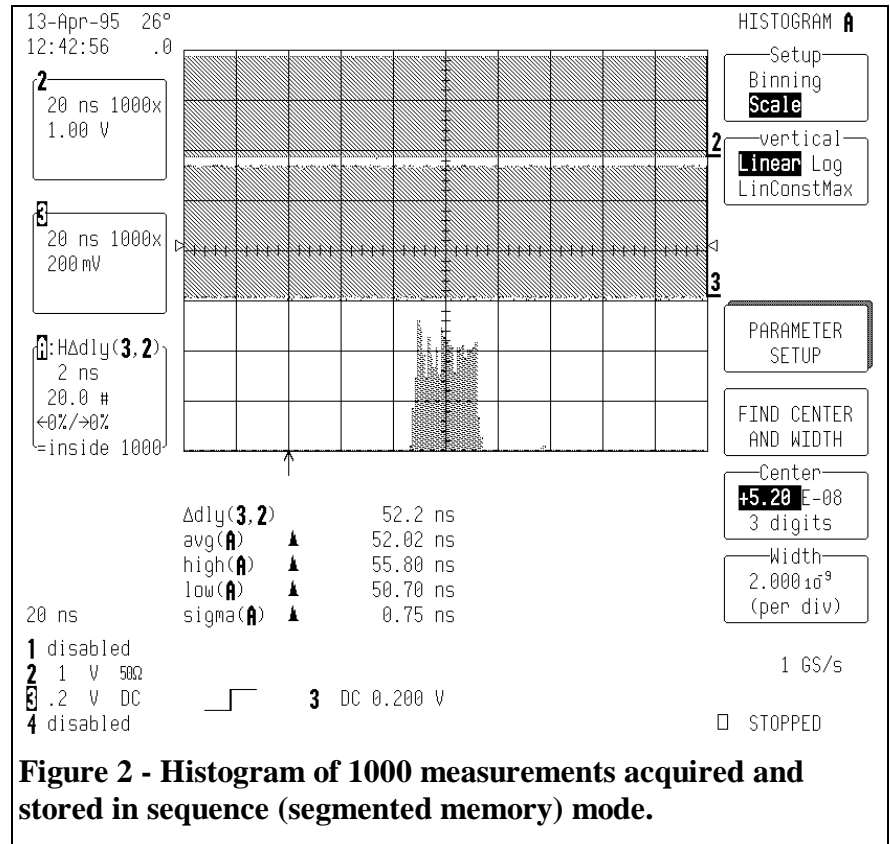 13-Apr-95 26°
12:42:56 .0
2
20 ns 1000x
1.00 V
3
20 ns 1000x
200 mV
A:HΔdly(3,2)
2 ns
20.0 #
←0%/→0%
=inside 1000
2
3
HISTOGRAM A
Setup
Binning
Scale
vertical
Linear Log
LinConstMax
PARAMETER
SETUP
FIND CENTER
AND WIDTH
Center
+5.20 E-08
3 digits
Width
2.000 10⁻⁹
(per div)
Δdly(3,2) 52.2 ns
avg(A) 52.02 ns
high(A) 55.80 ns
low(A) 50.70 ns
sigma(A) 0.75 ns
20 ns
1 disabled
2 1 V 50Ω
3 .2 V DC
4 disabled
3 DC 0.200 V
1 GS/s
□ STOPPED
Figure 2 - Histogram of 1000 measurements acquired and
stored in sequence (segmented memory) mode.